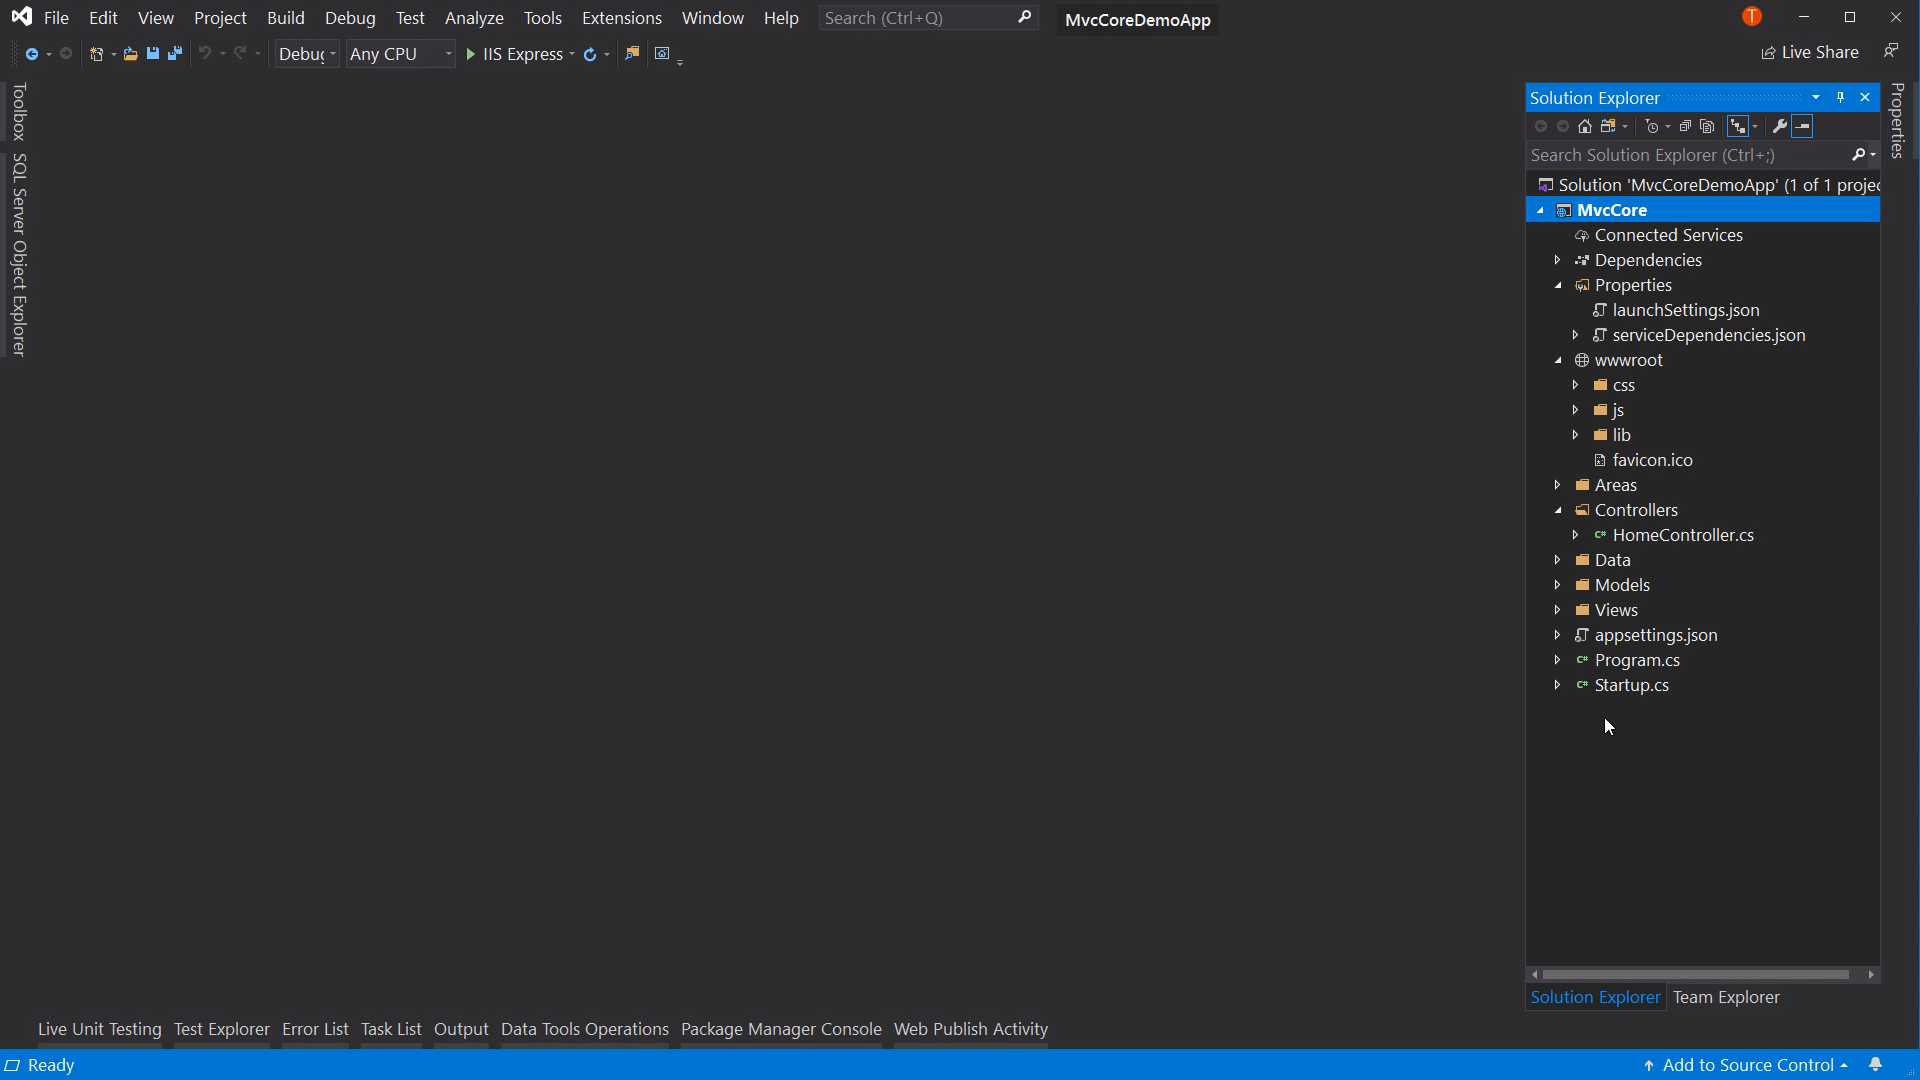 File Edit View Project Build Debug Test Analyze Tools Extensions Window Help Search (Ctrl+Q) MvcCoreDemoApp T
Debug Any CPU IIS Express Live Share
Toolbox
SQL Server Object Explorer
Solution Explorer
Search Solution Explorer (Ctrl+;)
Solution 'MvcCoreDemoApp' (1 of 1 projec
MvcCore
Connected Services
Dependencies
Properties
launchSettings.json
serviceDependencies.json
wwwroot
css
js
lib
favicon.ico
Areas
Controllers
C# HomeController.cs
Data
Models
Views
appsettings.json
C# Program.cs
C# Startup.cs
Solution Explorer Team Explorer
Properties
Live Unit Testing Test Explorer Error List Task List Output Data Tools Operations Package Manager Console Web Publish Activity
Ready Add to Source Control